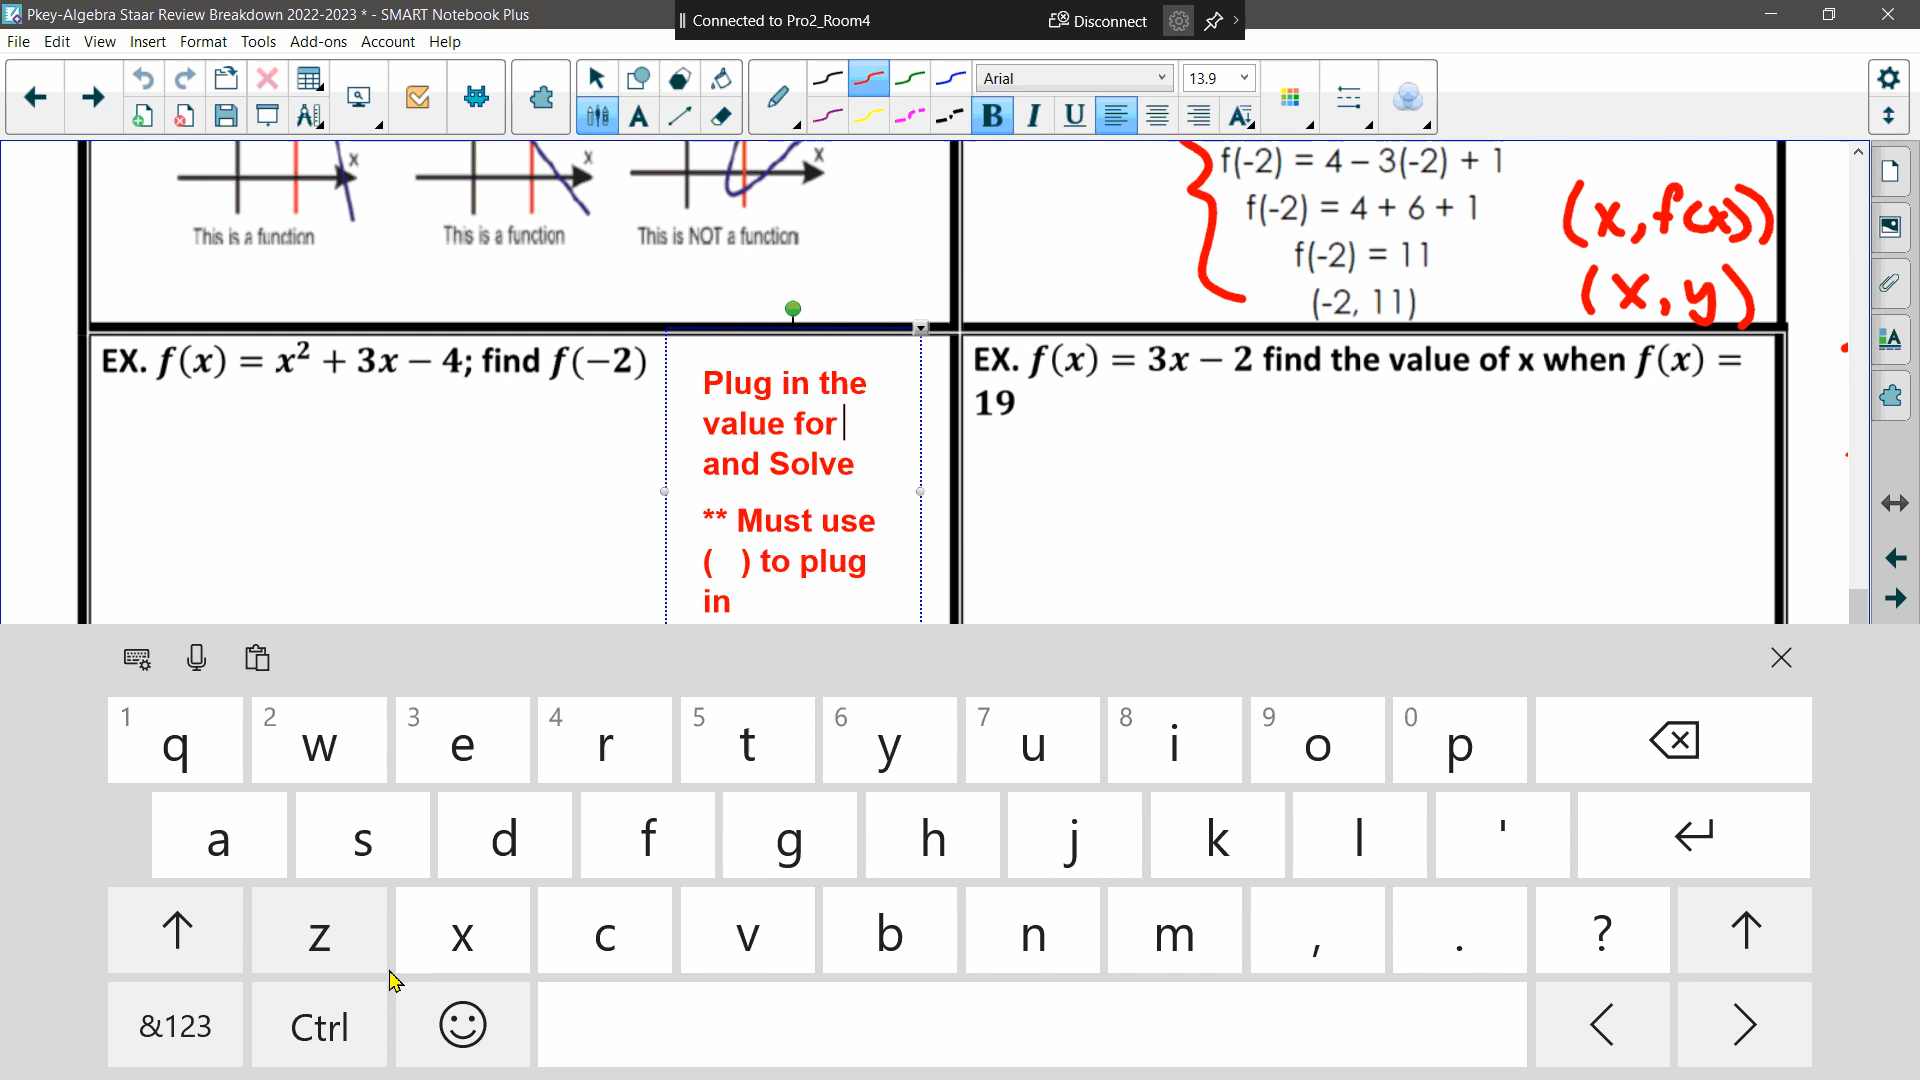 Pkey-Algebra Staar Review Breakdown 2022-2023 * - SMART Notebook Plus
Connected to Pro2_Room4
Disconnect
File Edit View Insert Format Tools Add-ons Account Help
Arial
13.9
B I U
x
x
x
This is a function
This is a function
This is NOT a function
f(-2) = 4 – 3(-2) + 1
f(-2) = 4 + 6 + 1
f(-2) = 11
(-2, 11)
(x, f(x))
(x, y)
EX. f(x) = x² + 3x − 4; find f(−2)
Plug in the
value for
and Solve
** Must use
(   ) to plug
in
EX. f(x) = 3x − 2 find the value of x when f(x) =
19
1 q 2 w 3 e 4 r 5 t 6 y 7 u 8 i 9 o 0 p
a s d f g h j k l '
z x c v b n m , . ?
&123 Ctrl